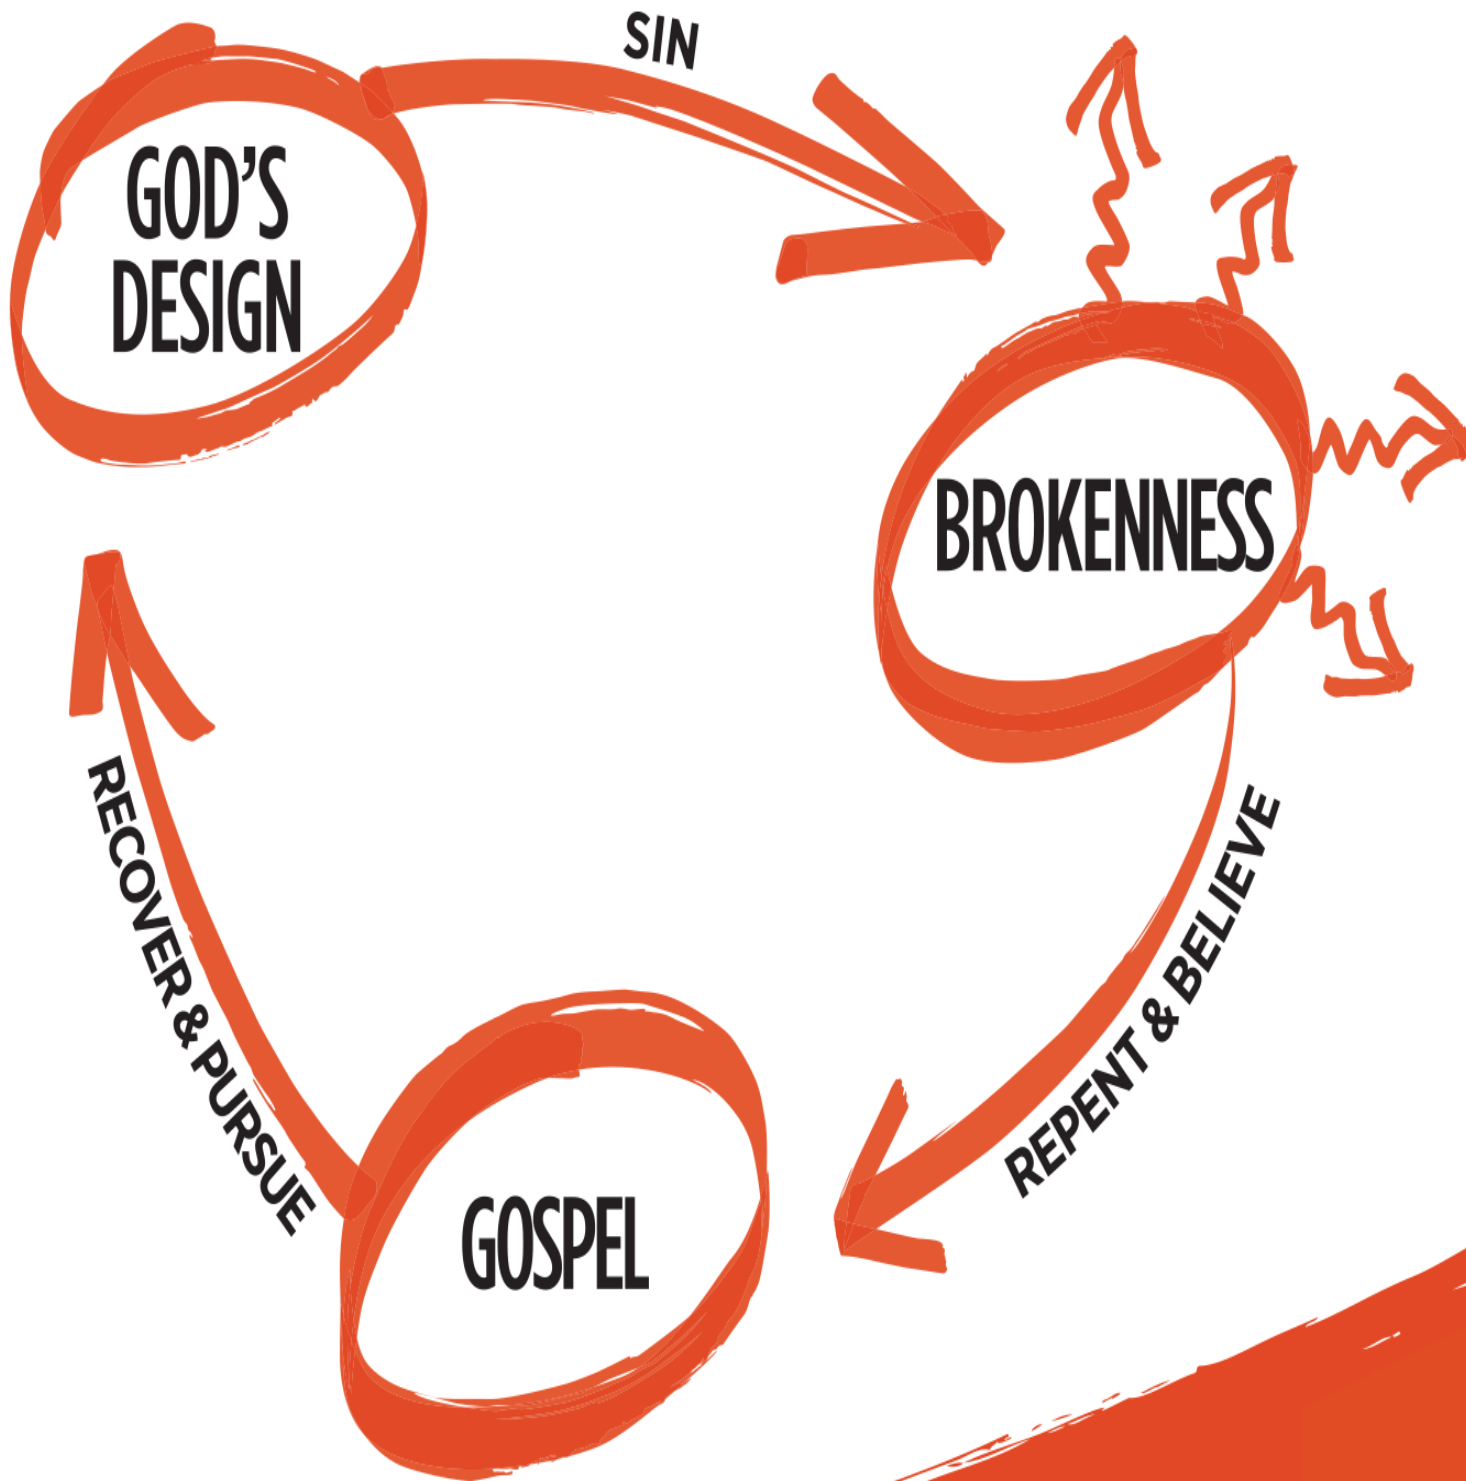 SIN
GOD'S
DESIGN
BROKENNESS
REPENT & BELIEVE
GOSPEL
RECOVER & PURSUE